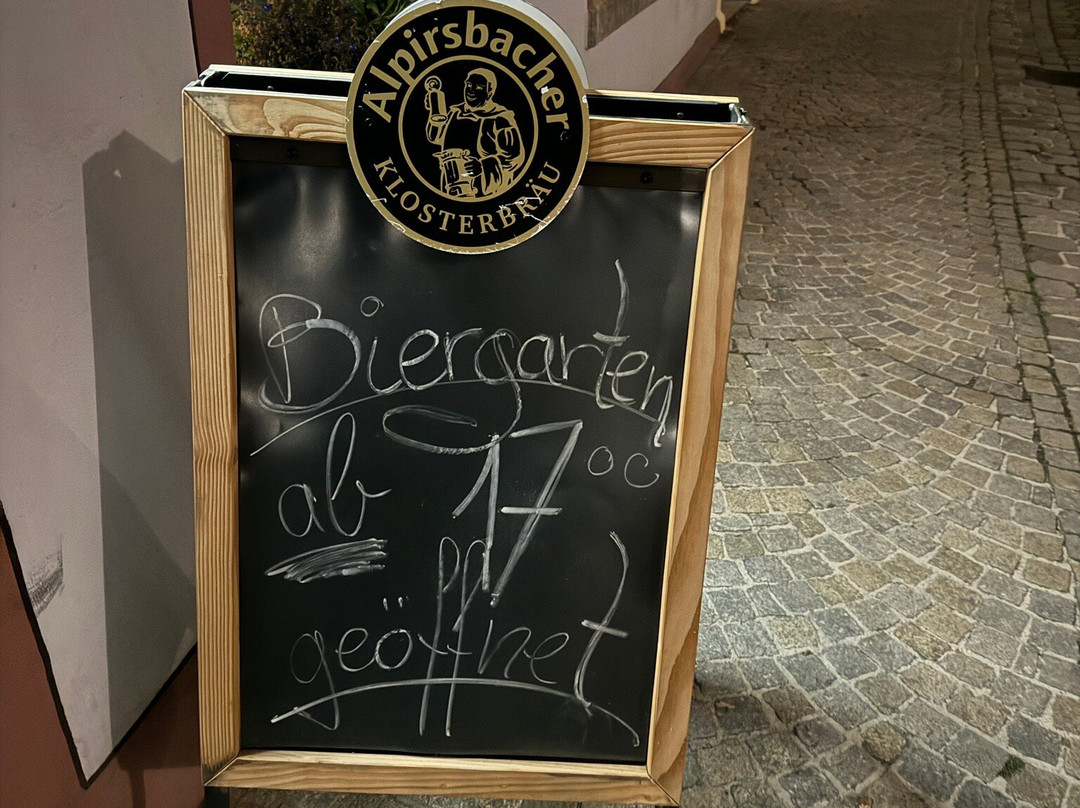 Alpirsbacher
KLOSTERBRÄU
Biergarten
ab 17°C
geöffnet